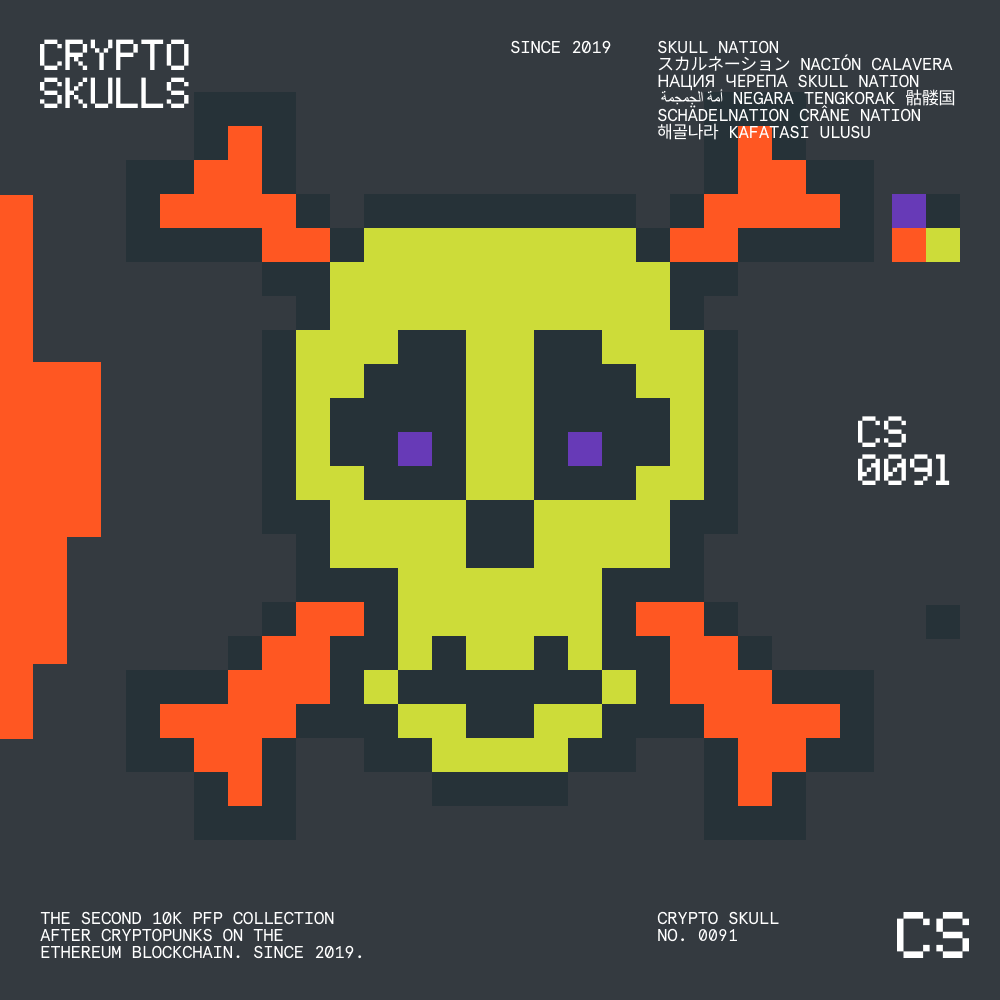 CRYPTO
SKULLS
SINCE 2019
SKULL NATION
スカルネーション NACIÓN CALAVERA
НАЦИЯ ЧЕРЕПА SKULL NATION
أمة الجمجمة NEGARA TENGKORAK 骷髅国
SCHÄDELNATION CRÂNE NATION
해골나라 KAFATASI ULUSU
CS
0091
THE SECOND 10K PFP COLLECTION
AFTER CRYPTOPUNKS ON THE
ETHEREUM BLOCKCHAIN. SINCE 2019.
CRYPTO SKULL
NO. 0091
CS